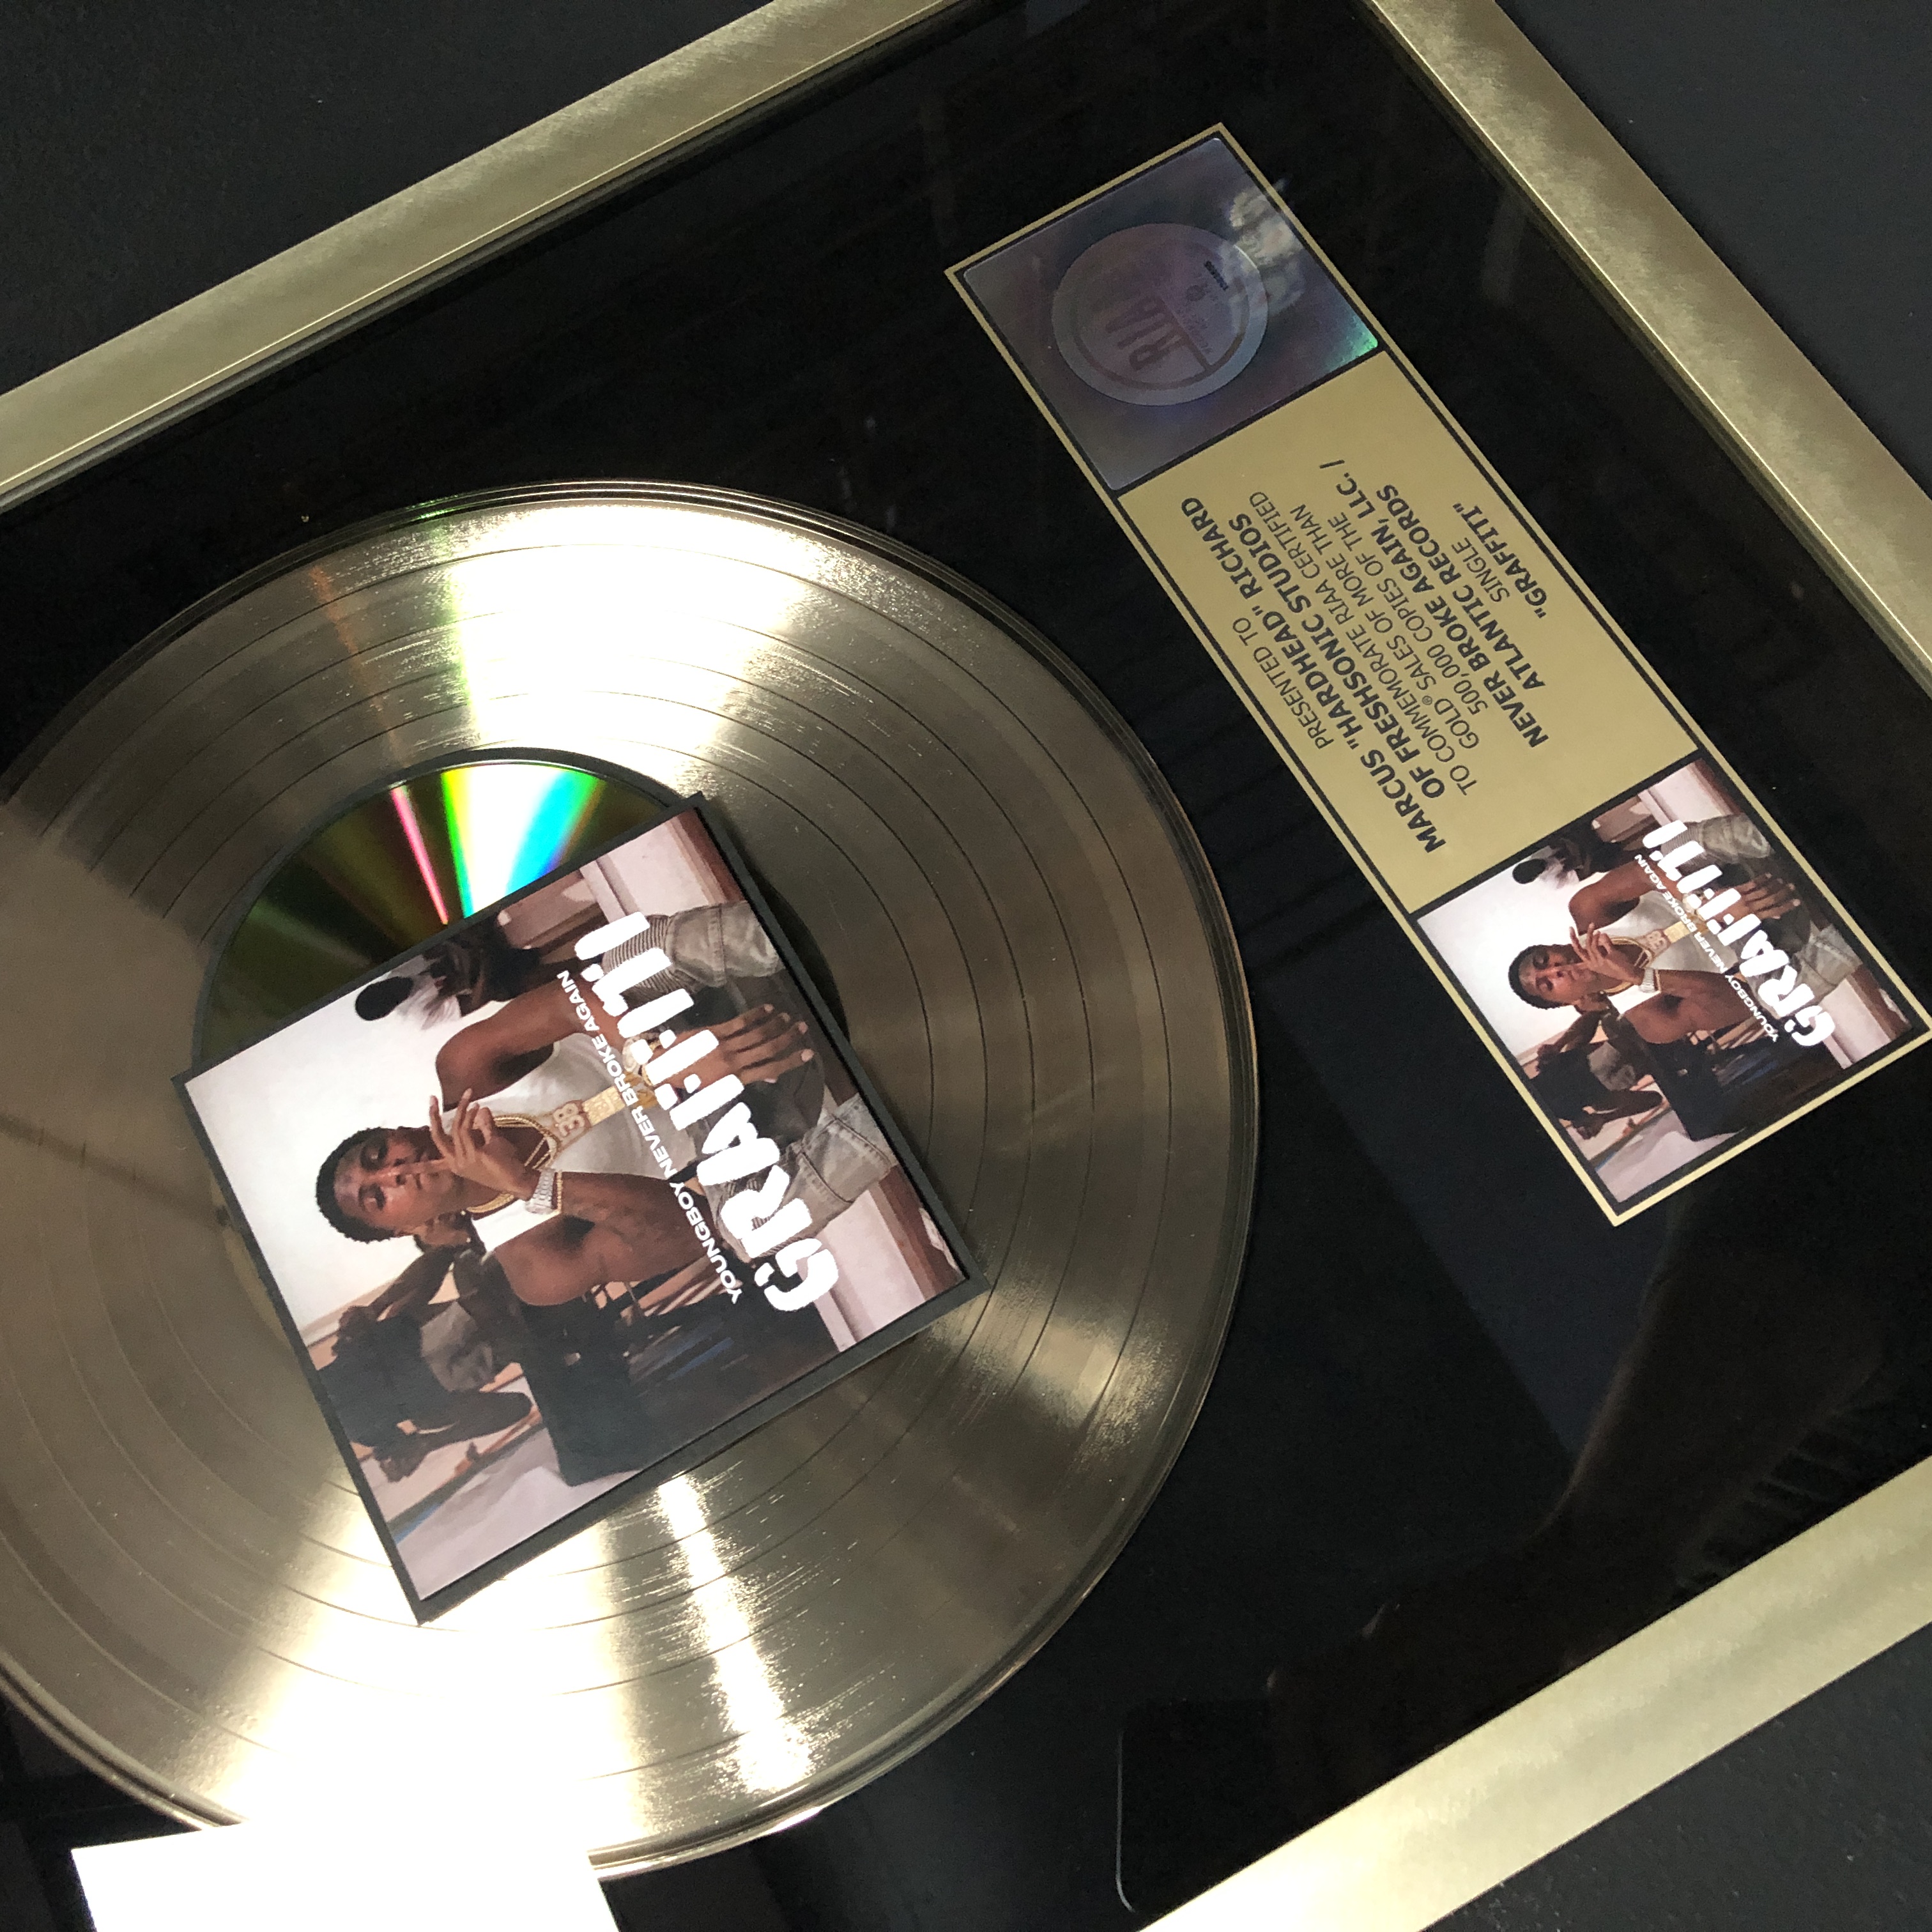 38
YOUNGBOY NEVER BROKE AGAIN
GRAFFITI
PRESENTED TO
MARCUS "HARDHEAD" RICHARD
OF FRESHSONIC STUDIOS
TO COMMEMORATE RIAA CERTIFIED
GOLD® SALES OF MORE THAN
500,000 COPIES OF THE
NEVER BROKE AGAIN, LLC. /
ATLANTIC RECORDS
SINGLE
"GRAFFITI"
RIAA
38
YOUNGBOY NEVER BROKE AGAIN
GRAFFITI